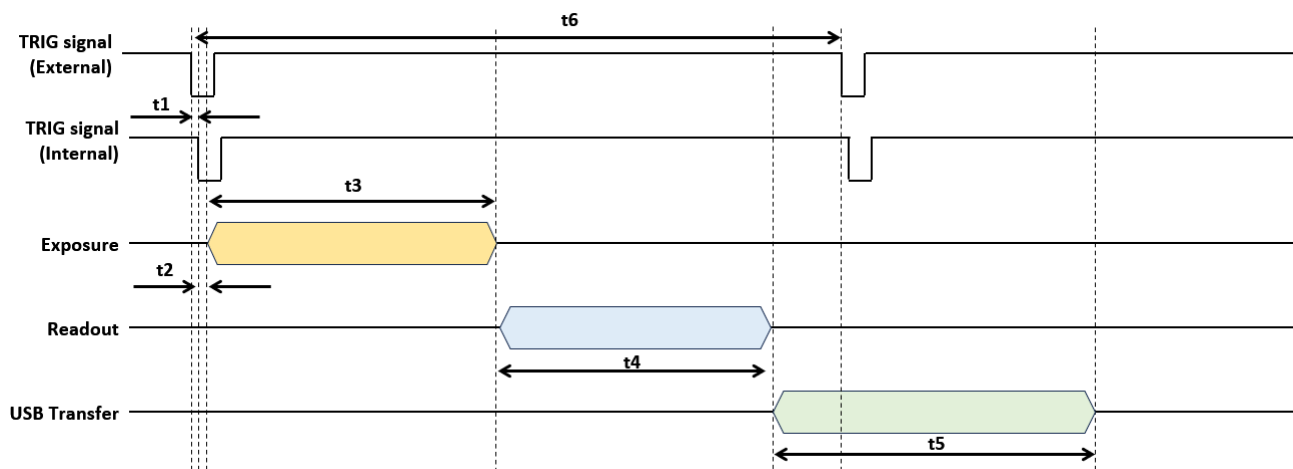 t6
TRIG signal
(External)
t1
TRIG signal
(Internal)
t3
Exposure
t2
Readout
t4
USB Transfer
t5